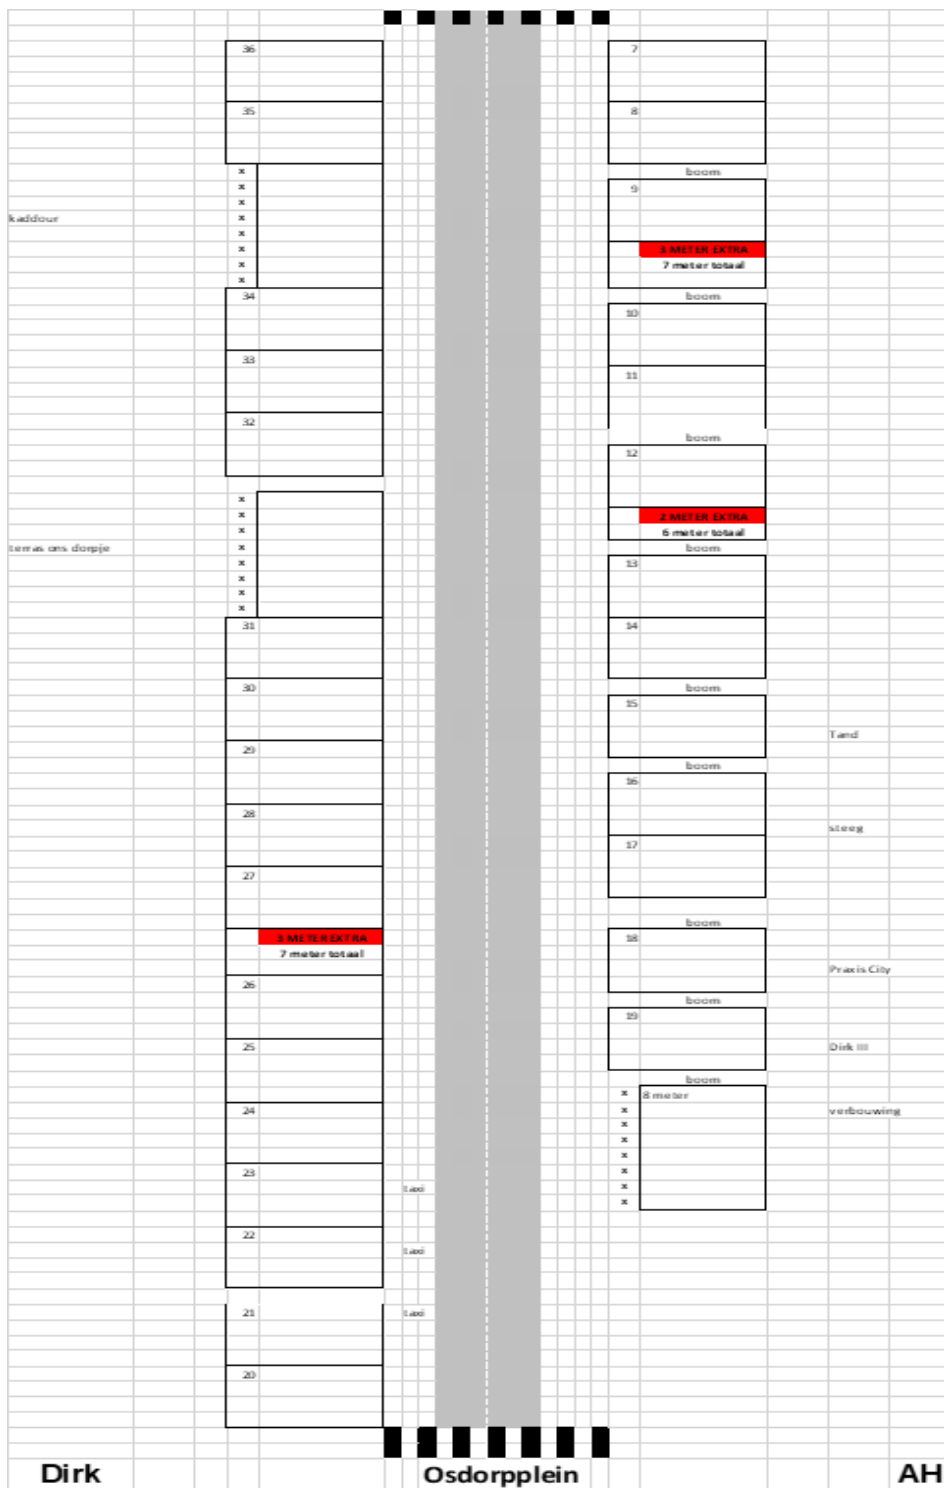 36
35
x
x
x
kaddour x
x
x
x
x
34
33
32
x
x
x
terras ons dorpje x
x
x
x
x
31
30
29
28
27
3 METER EXTRA
7 meter totaal
26
25
24
23
taxi
22
taxi
21 taxi
20
7
8
boom
9
3 METER EXTRA
7 meter totaal
boom
10
11
boom
12
2 METER EXTRA
6 meter totaal
boom
13
14
boom
15
Tand
boom
16
steeg
17
boom
18
Praxis City
boom
19
Dirk III
boom
x 8 meter
x verbouwing
x
x
x
x
x
x
Dirk Osdorpplein AH